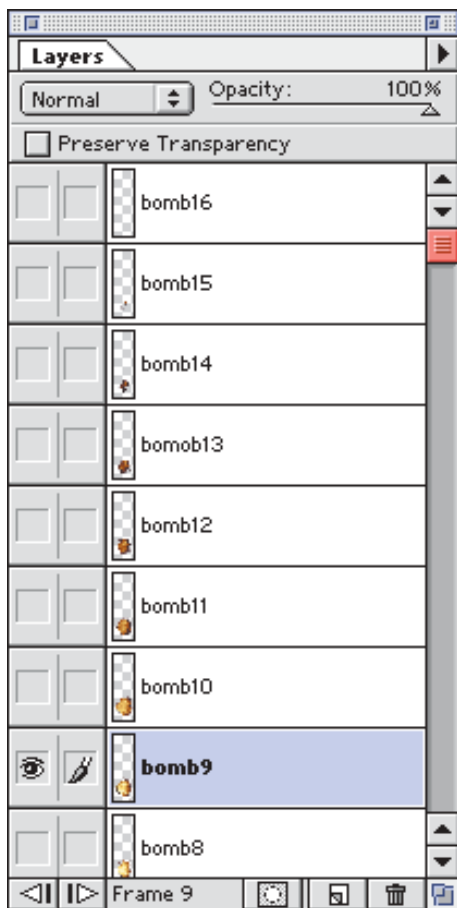 Layers
Normal Opacity: 100%
Preserve Transparency
bomb16
bomb15
bomb14
bomob13
bomb12
bomb11
bomb10
bomb9
bomb8
Frame 9